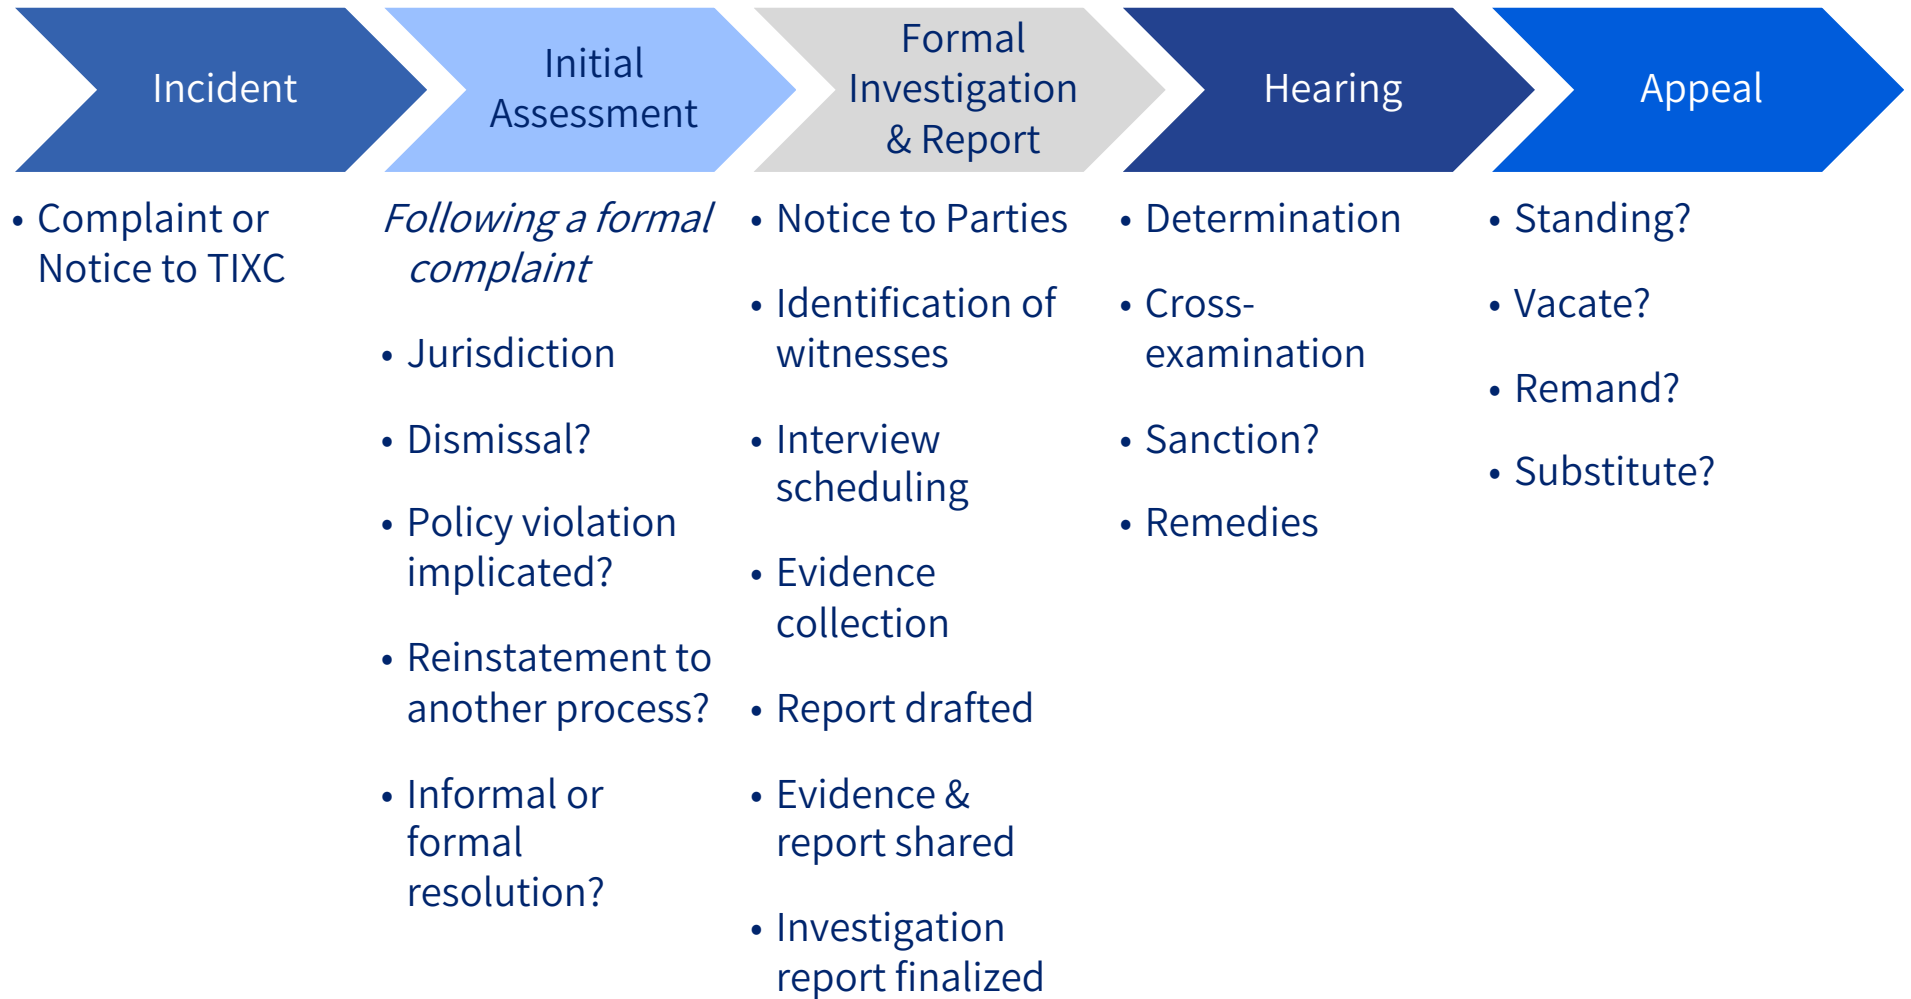 Incident
Initial
Assessment
Formal
Investigation
& Report
Hearing
Appeal
• Complaint or
Notice to TIXC
Following a formal
complaint
• Jurisdiction
• Dismissal?
• Policy violation
implicated?
• Reinstatement to
another process?
• Informal or
formal
resolution?
• Notice to Parties
• Identification of
witnesses
• Interview
scheduling
• Evidence
collection
• Report drafted
• Evidence &
report shared
• Investigation
report finalized
• Determination
• Cross-
examination
• Sanction?
• Remedies
• Standing?
• Vacate?
• Remand?
• Substitute?